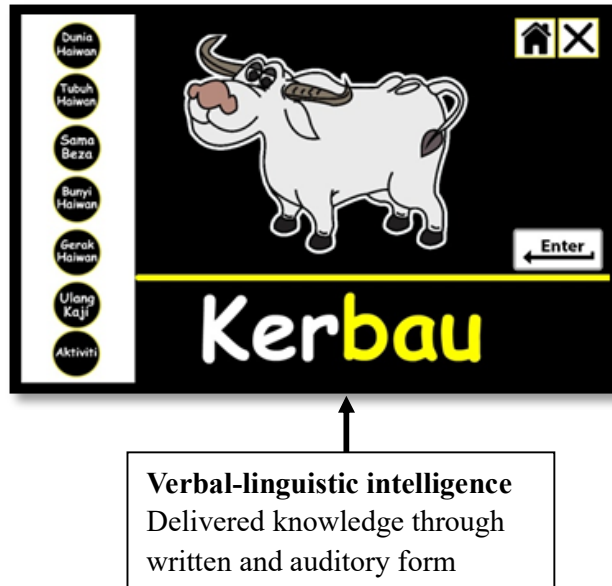 Dunia
Haiwan
Tubuh
Haiwan
Sama
Beza
Bunyi
Haiwan
Gerak
Haiwan
Ulang
Kaji
Aktiviti
Enter
Kerbau
Verbal-linguistic intelligence
Delivered knowledge through
written and auditory form